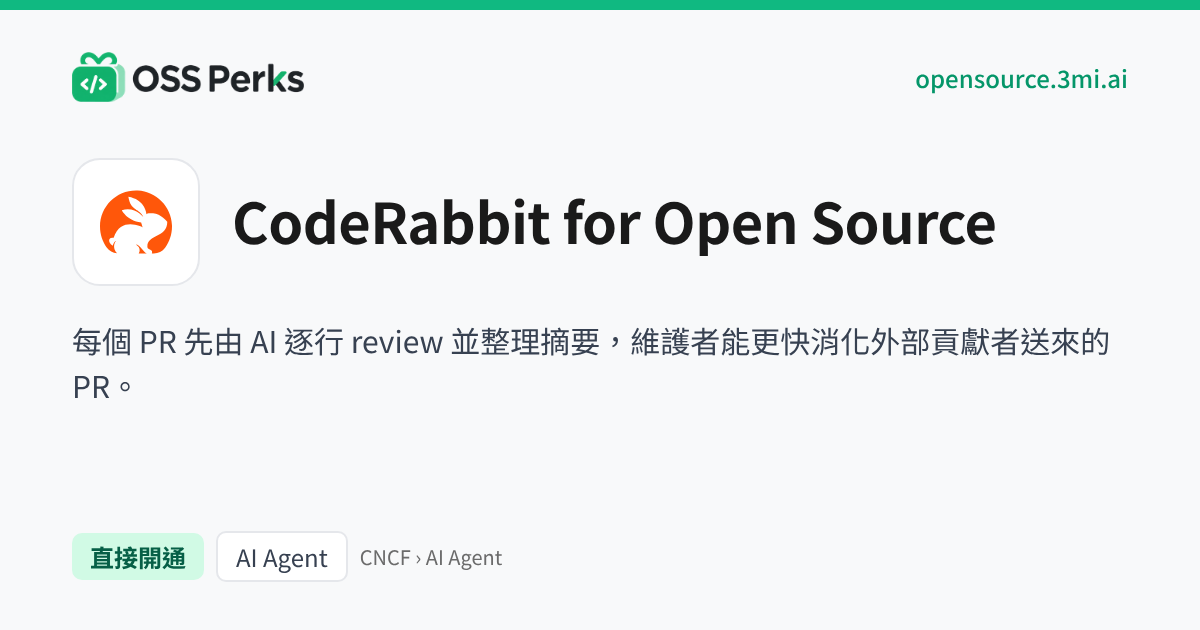 OSS Perks
opensource.3mi.ai
CodeRabbit for Open Source
每個 PR 先由 AI 逐行 review 並整理摘要，維護者能更快消化外部貢獻者送來的
PR。
直接開通
AI Agent
CNCF › AI Agent